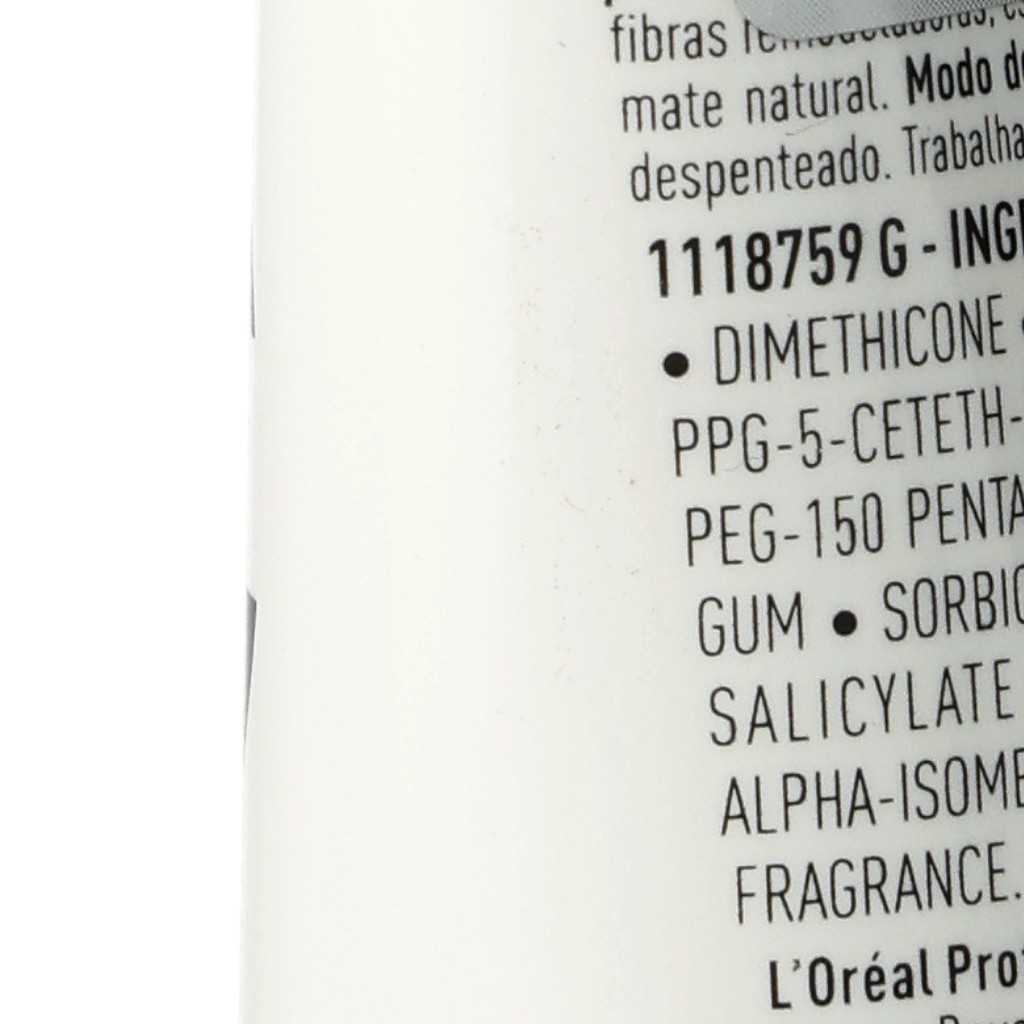 fibras
mate natural. Modo d
despenteado. Trabalha
1118759 G - ING
• DIMETHICONE
PPG-5-CETETH-
PEG-150 PENTA
GUM • SORBI
SALICYLATE
ALPHA-ISOME
FRAGRANCE.
L'Oréal Pro